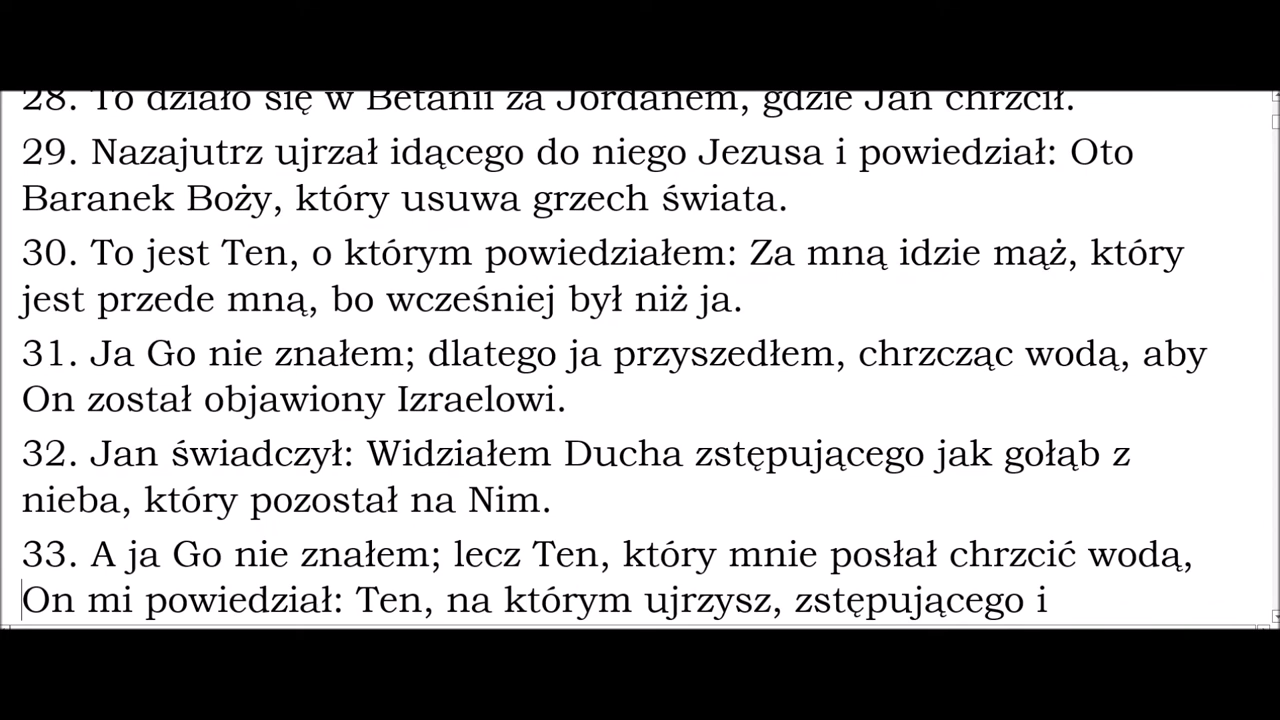 28. To działo się w Betanii za Jordanem, gdzie Jan chrzcił.
29. Nazajutrz ujrzał idącego do niego Jezusa i powiedział: Oto
Baranek Boży, który usuwa grzech świata.
30. To jest Ten, o którym powiedziałem: Za mną idzie mąż, który
jest przede mną, bo wcześniej był niż ja.
31. Ja Go nie znałem; dlatego ja przyszedłem, chrzcząc wodą, aby
On został objawiony Izraelowi.
32. Jan świadczył: Widziałem Ducha zstępującego jak gołąb z
nieba, który pozostał na Nim.
33. A ja Go nie znałem; lecz Ten, który mnie posłał chrzcić wodą,
On mi powiedział: Ten, na którym ujrzysz, zstępującego i